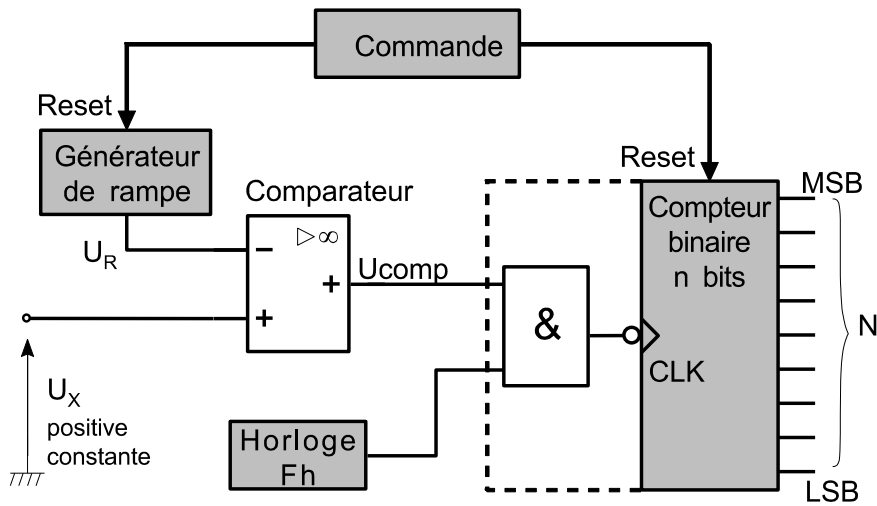 Commande
Reset
Générateur
de rampe
U_R
Comparateur
▷∞
−
+
+
Ucomp
U_X
positive
constante
Horloge
Fh
&
Reset
Compteur
binaire
n bits
CLK
MSB
N
LSB